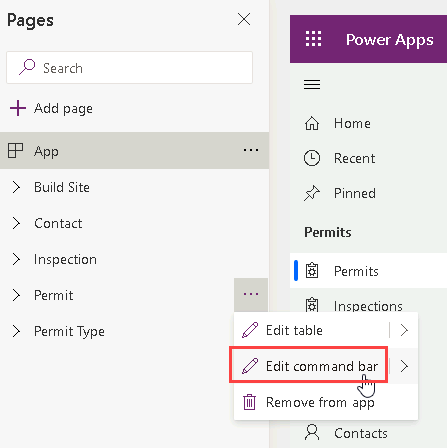 Pages
Search
Add page
App
Build Site
Contact
Inspection
Permit
Permit Type
Power Apps
Home
Recent
Pinned
Permits
Permits
Inspections
Edit table
Edit command bar
Remove from app
Contacts